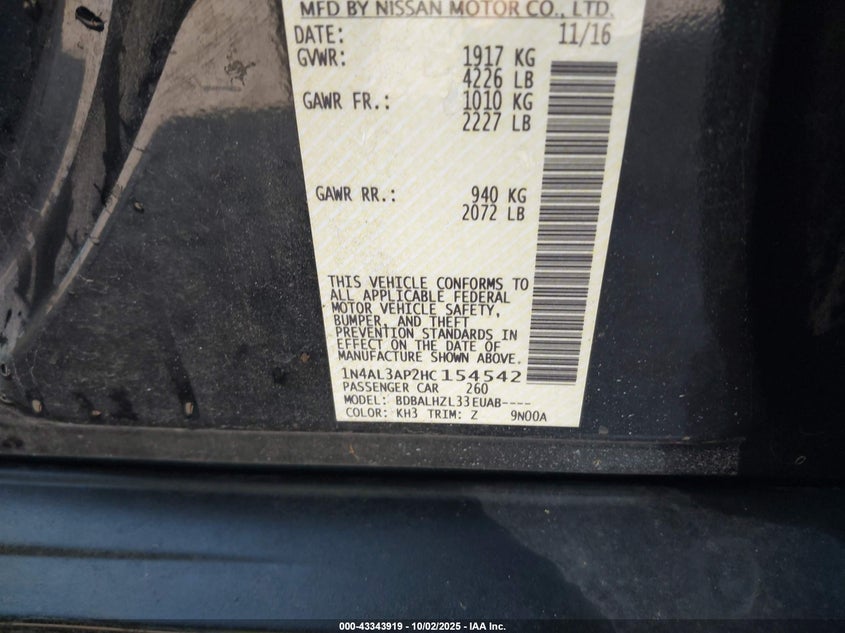 MFD BY NISSAN MOTOR CO., LTD.
DATE: 11/16
GVWR: 1917 KG
4226 LB
GAWR FR.: 1010 KG
2227 LB
GAWR RR.: 940 KG
2072 LB
THIS VEHICLE CONFORMS TO
ALL APPLICABLE FEDERAL
MOTOR VEHICLE SAFETY,
BUMPER, AND THEFT
PREVENTION STANDARDS IN
EFFECT ON THE DATE OF
MANUFACTURE SHOWN ABOVE.
1N4AL3AP2HC154542
PASSENGER CAR 260
MODEL: BDBALHZL33EUAB----
COLOR: KH3 TRIM: Z 9N00A
000-43343919 - 10/02/2025 - IAA Inc.